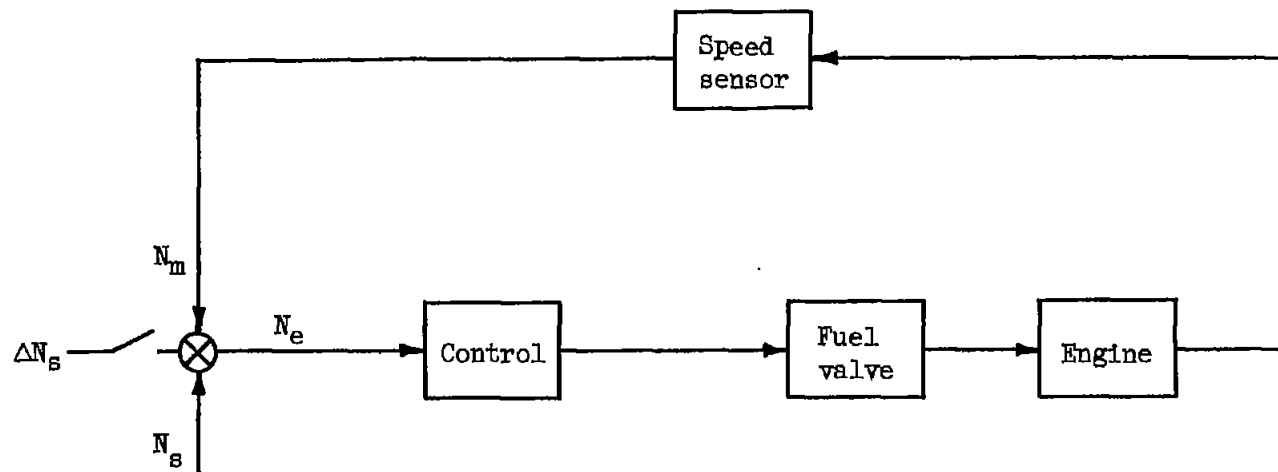 Speed
sensor
N_m
ΔN_s
N_e
Control
Fuel
valve
Engine
N_s